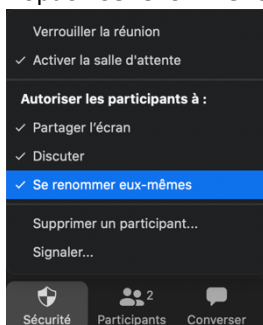 Verrouiller la réunion
✓ Activer la salle d'attente
Autoriser les participants à :
✓ Partager l'écran
✓ Discuter
✓ Se renommer eux-mêmes
Supprimer un participant...
Signaler...
2
Sécurité Participants Converser